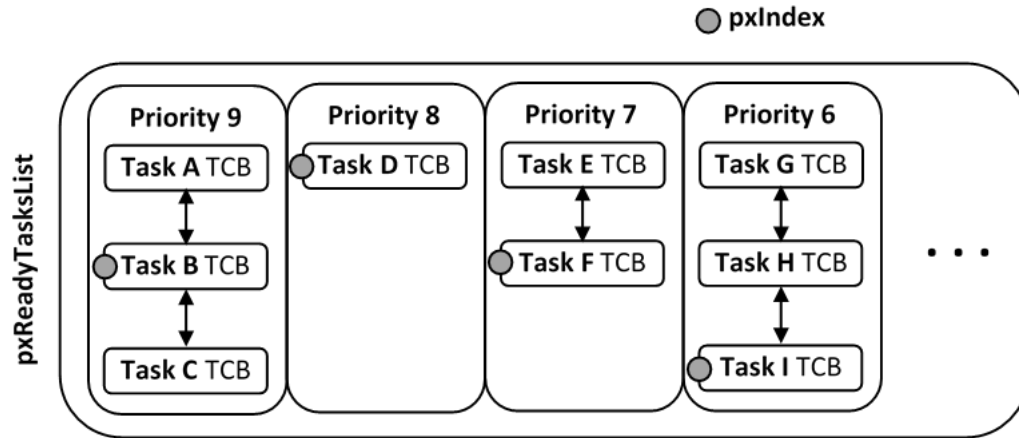 pxIndex
pxReadyTasksList
Priority 9
Task A TCB
Task B TCB
Task C TCB
Priority 8
Task D TCB
Priority 7
Task E TCB
Task F TCB
Priority 6
Task G TCB
Task H TCB
Task I TCB
. . .